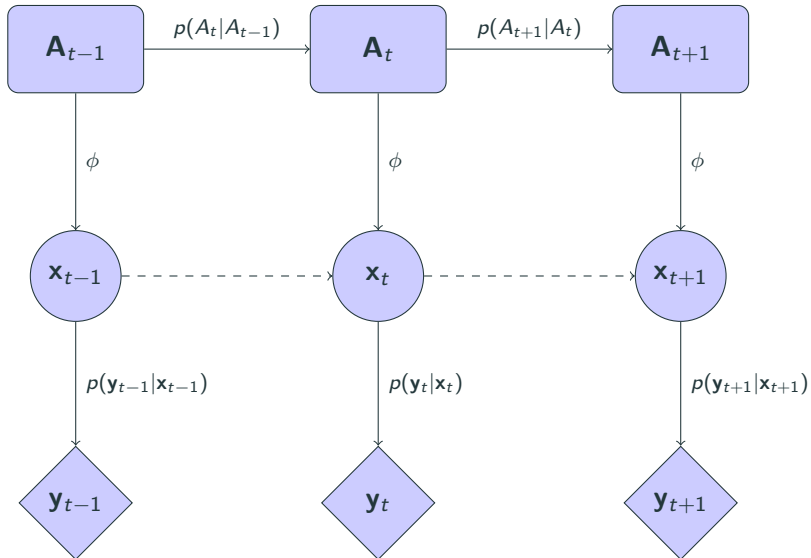 A_{t−1} p(A_t|A_{t−1}) A_t p(A_{t+1}|A_t) A_{t+1}
ϕ ϕ ϕ
x_{t−1} x_t x_{t+1}
p(y_{t−1}|x_{t−1}) p(y_t|x_t) p(y_{t+1}|x_{t+1})
y_{t−1} y_t y_{t+1}